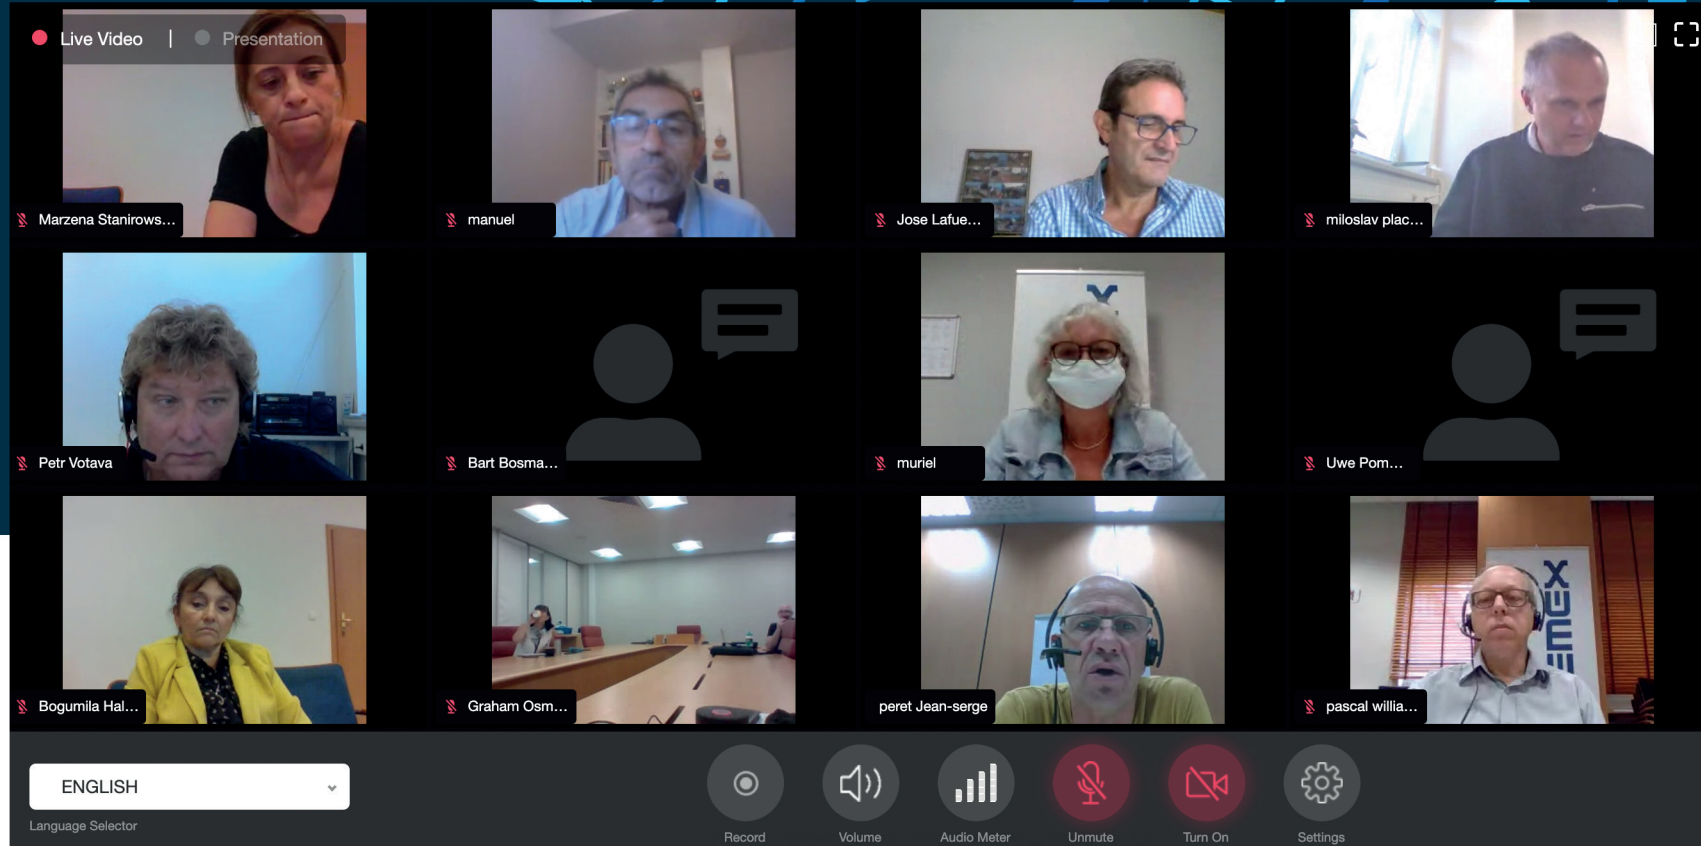 Live Video | Presentation
Marzena Stanirows...
manuel
Jose Lafue...
miloslav plac...
Petr Votava
Bart Bosma...
muriel
Uwe Pom...
Bogumila Hal...
Graham Osm...
peret Jean-serge
pascal willia...
EMEX
ENGLISH
Language Selector
Record
Volume
Audio Meter
Unmute
Turn On
Settings